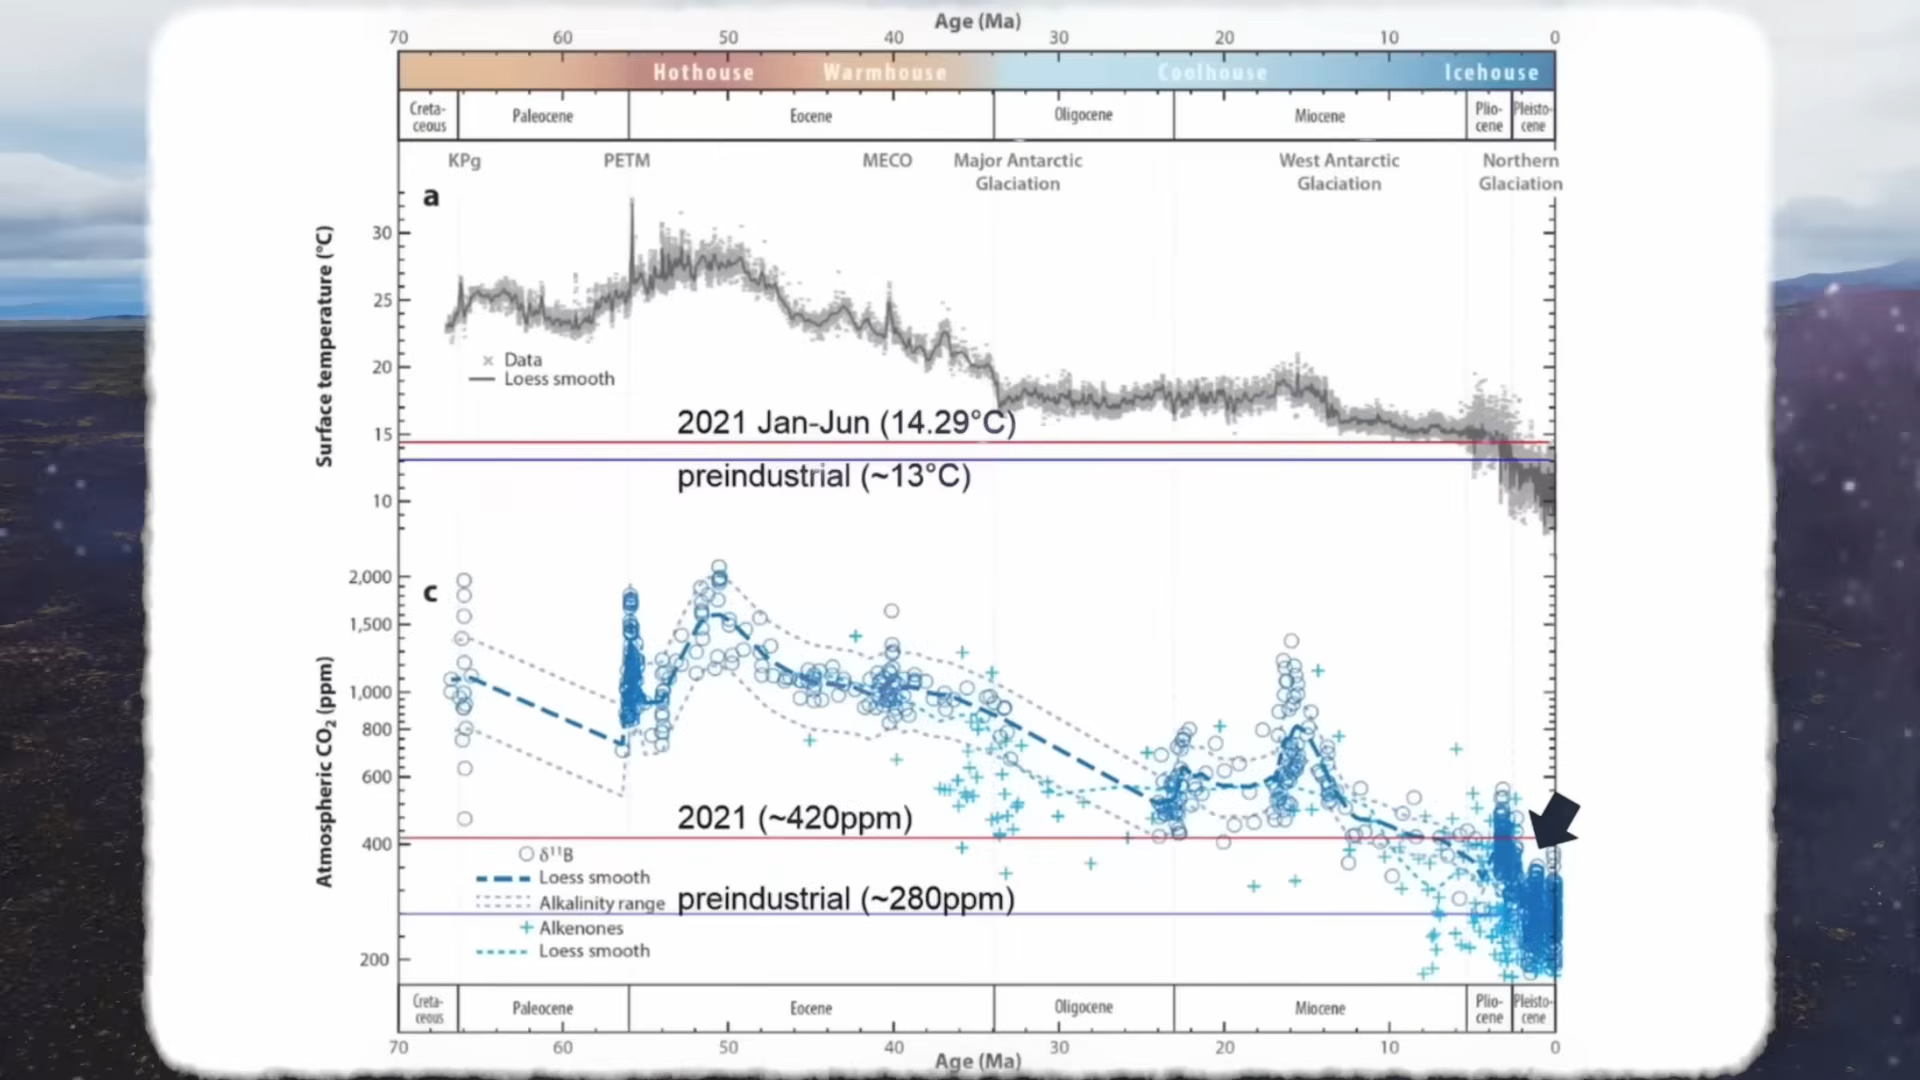 Age (Ma)
70 60 50 40 30 20 10 0
Hothouse Warmhouse Coolhouse Icehouse
Creta-
ceous
Paleocene
Eocene
Oligocene
Miocene
Plio-
cene
Pleisto-
cene
KPg
PETM
MECO
Major Antarctic
Glaciation
West Antarctic
Glaciation
Northern
Glaciation
a
Surface temperature (°C)
30
25
20
15
10
Data
Loess smooth
2021 Jan-Jun (14.29°C)
preindustrial (~13°C)
c
Atmospheric CO2 (ppm)
2,000
1,500
1,000
800
600
400
200
2021 (~420ppm)
δ11B
Loess smooth
Alkalinity range
preindustrial (~280ppm)
Alkenones
Loess smooth
Creta-
ceous
Paleocene
Eocene
Oligocene
Miocene
Plio-
cene
Pleisto-
cene
70 60 50 40 30 20 10 0
Age (Ma)